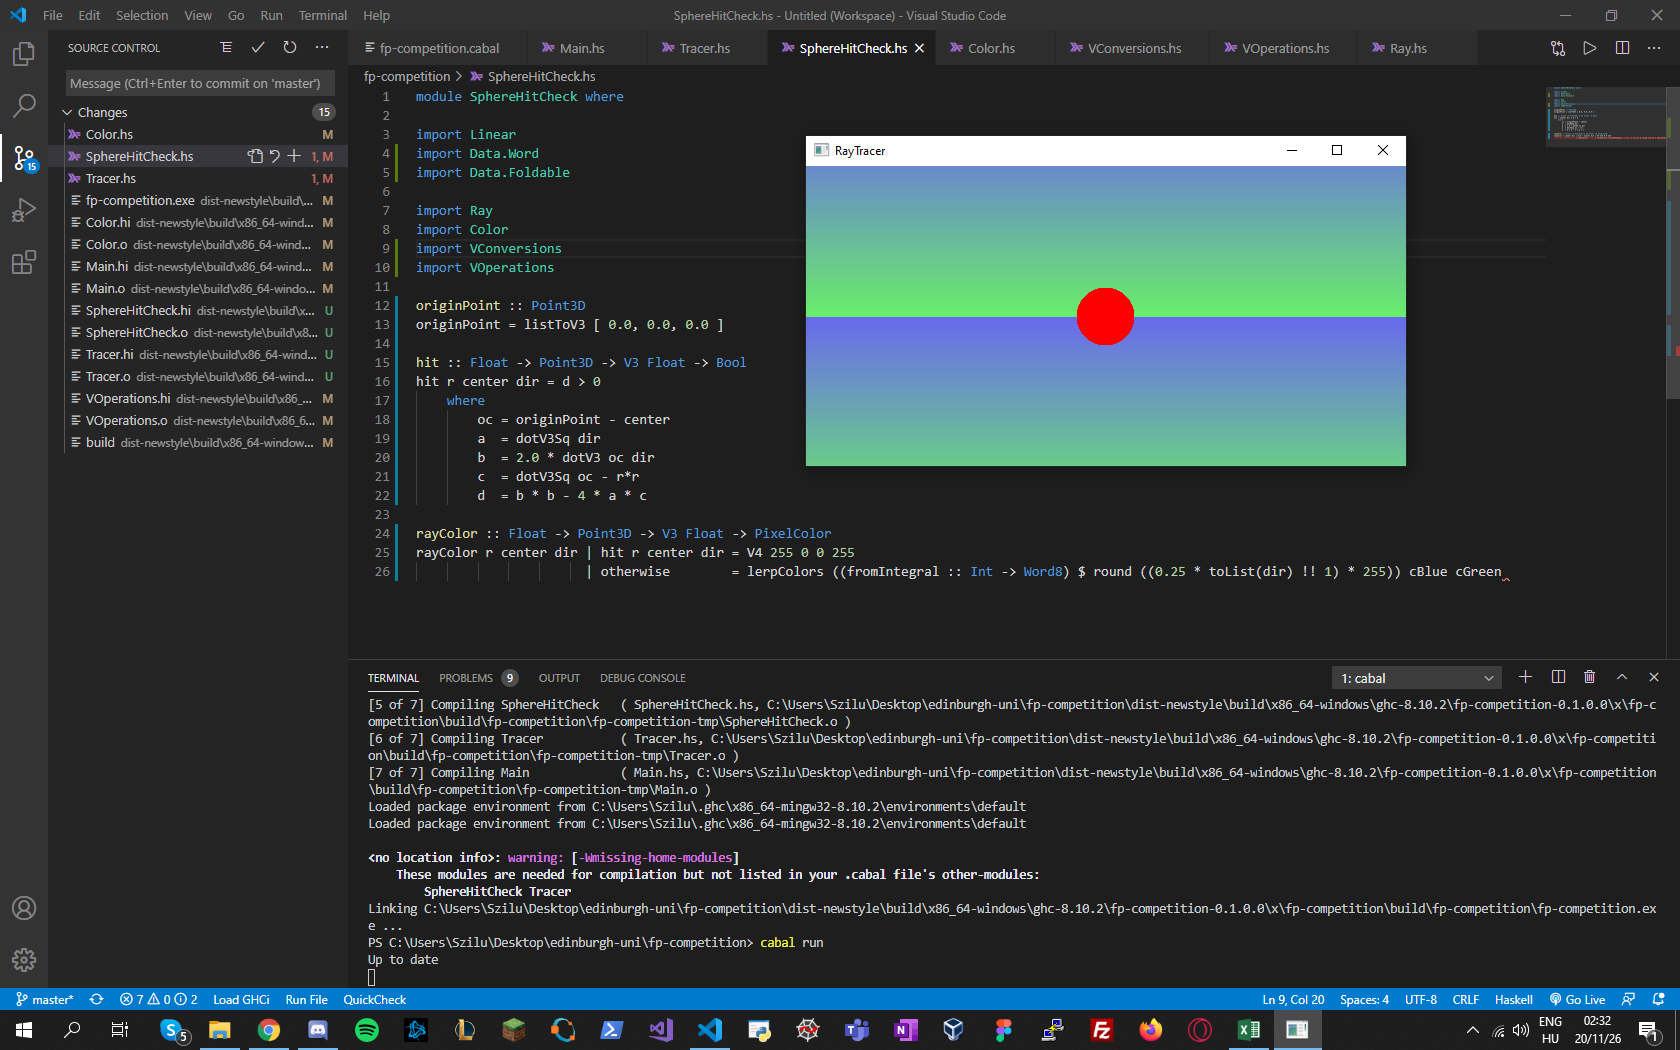 File Edit Selection View Go Run Terminal Help
SphereHitCheck.hs - Untitled (Workspace) - Visual Studio Code
SOURCE CONTROL
Message (Ctrl+Enter to commit on 'master')
Changes 15
Color.hs M
SphereHitCheck.hs 1, M
Tracer.hs 1, M
fp-competition.exe dist-newstyle\build\... M
Color.hi dist-newstyle\build\x86_64-wind... M
Color.o dist-newstyle\build\x86_64-wind... M
Main.hi dist-newstyle\build\x86_64-wind... M
Main.o dist-newstyle\build\x86_64-windo... M
SphereHitCheck.hi dist-newstyle\build\x... U
SphereHitCheck.o dist-newstyle\build\x8... U
Tracer.hi dist-newstyle\build\x86_64-wind... U
Tracer.o dist-newstyle\build\x86_64-wind... U
VOperations.hi dist-newstyle\build\x86_... M
VOperations.o dist-newstyle\build\x86_6... M
build dist-newstyle\build\x86_64-window... M
15
fp-competition.cabal Main.hs Tracer.hs SphereHitCheck.hs Color.hs VConversions.hs VOperations.hs Ray.hs
fp-competition > SphereHitCheck.hs
1 module SphereHitCheck where
2
3 import Linear
4 import Data.Word
5 import Data.Foldable
6
7 import Ray
8 import Color
9 import VConversions
10 import VOperations
11
12 originPoint :: Point3D
13 originPoint = listToV3 [ 0.0, 0.0, 0.0 ]
14
15 hit :: Float -> Point3D -> V3 Float -> Bool
16 hit r center dir = d > 0
17 where
18 oc = originPoint - center
19 a = dotV3Sq dir
20 b = 2.0 * dotV3 oc dir
21 c = dotV3Sq oc - r*r
22 d = b * b - 4 * a * c
23
24 rayColor :: Float -> Point3D -> V3 Float -> PixelColor
25 rayColor r center dir | hit r center dir = V4 255 0 0 255
26 | otherwise = lerpColors ((fromIntegral :: Int -> Word8) $ round ((0.25 * toList(dir) !! 1) * 255)) cBlue cGreen
RayTracer
TERMINAL PROBLEMS 9 OUTPUT DEBUG CONSOLE
1: cabal
[5 of 7] Compiling SphereHitCheck ( SphereHitCheck.hs, C:\Users\Szilu\Desktop\edinburgh-uni\fp-competition\dist-newstyle\build\x86_64-windows\ghc-8.10.2\fp-competition-0.1.0.0\x\fp-c
ompetition\build\fp-competition\fp-competition-tmp\SphereHitCheck.o )
[6 of 7] Compiling Tracer ( Tracer.hs, C:\Users\Szilu\Desktop\edinburgh-uni\fp-competition\dist-newstyle\build\x86_64-windows\ghc-8.10.2\fp-competition-0.1.0.0\x\fp-competiti
on\build\fp-competition\fp-competition-tmp\Tracer.o )
[7 of 7] Compiling Main ( Main.hs, C:\Users\Szilu\Desktop\edinburgh-uni\fp-competition\dist-newstyle\build\x86_64-windows\ghc-8.10.2\fp-competition-0.1.0.0\x\fp-competition
\build\fp-competition\fp-competition-tmp\Main.o )
Loaded package environment from C:\Users\Szilu\.ghc\x86_64-mingw32-8.10.2\environments\default
Loaded package environment from C:\Users\Szilu\.ghc\x86_64-mingw32-8.10.2\environments\default
<no location info>: warning: [-Wmissing-home-modules]
These modules are needed for compilation but not listed in your .cabal file's other-modules:
SphereHitCheck Tracer
Linking C:\Users\Szilu\Desktop\edinburgh-uni\fp-competition\dist-newstyle\build\x86_64-windows\ghc-8.10.2\fp-competition-0.1.0.0\x\fp-competition\build\fp-competition\fp-competition.ex
e ...
PS C:\Users\Szilu\Desktop\edinburgh-uni\fp-competition> cabal run
Up to date
master* 7 0 2 Load GHCi Run File QuickCheck
Ln 9, Col 20 Spaces: 4 UTF-8 CRLF Haskell Go Live
5
ENG
HU
02:32
20/11/26
1